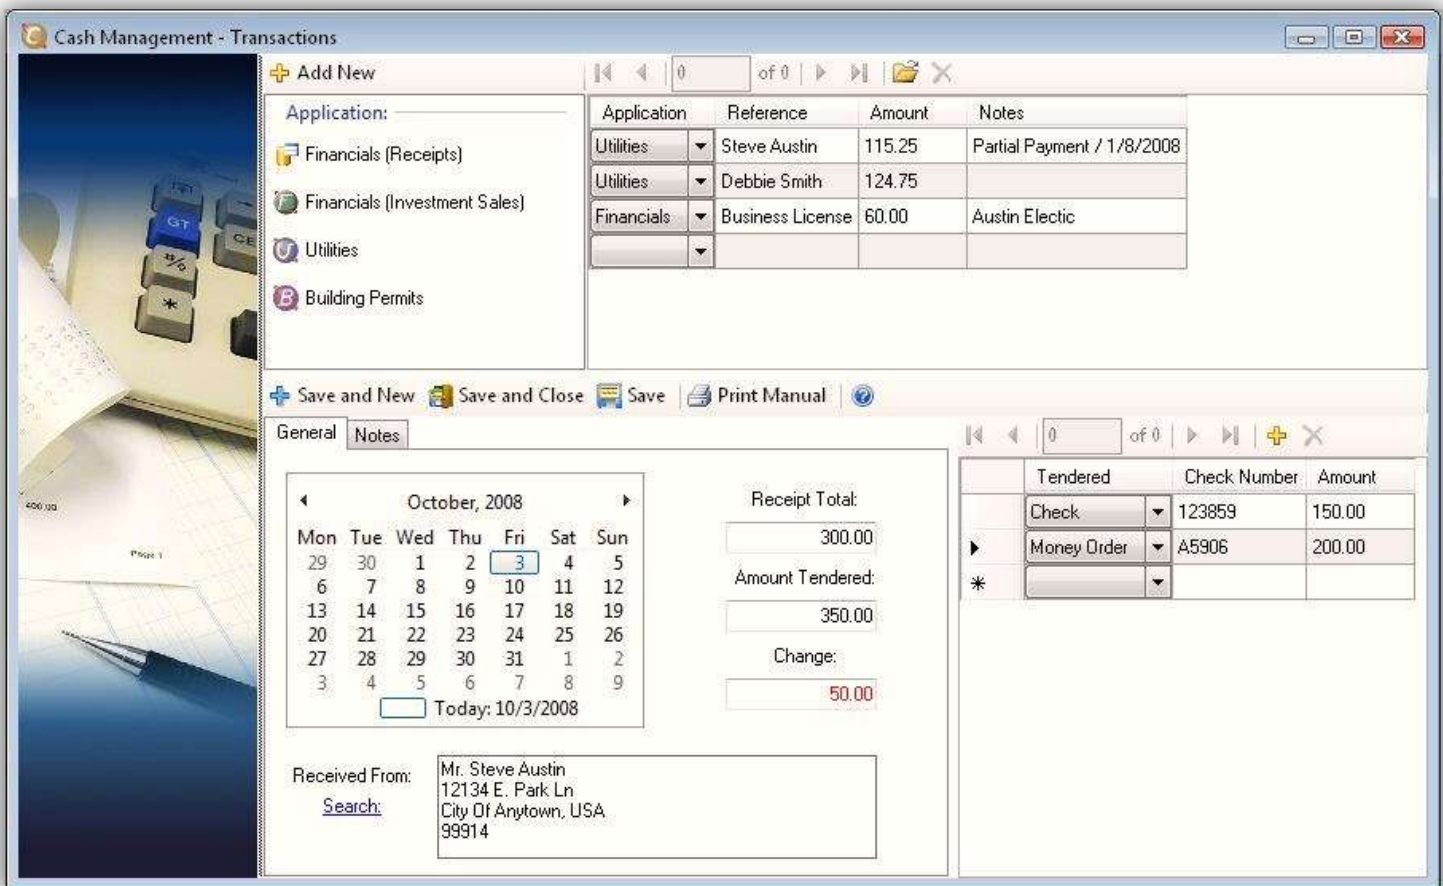 Cash Management - Transactions
Add New
0 of 0
Application:
Financials (Receipts)
Financials (Investment Sales)
Utilities
Building Permits
Application Reference Amount Notes
Utilities Steve Austin 115.25 Partial Payment / 1/8/2008
Utilities Debbie Smith 124.75
Financials Business License 60.00 Austin Electic
GT
CE
%
*
400.00
Page 1
Save and New Save and Close Save Print Manual
General Notes
October, 2008
Mon Tue Wed Thu Fri Sat Sun
29 30 1 2 3 4 5
6 7 8 9 10 11 12
13 14 15 16 17 18 19
20 21 22 23 24 25 26
27 28 29 30 31 1 2
3 4 5 6 7 8 9
Today: 10/3/2008
Receipt Total:
300.00
Amount Tendered:
350.00
Change:
50.00
Received From:
Search:
Mr. Steve Austin
12134 E. Park Ln
City Of Anytown, USA
99914
0 of 0
Tendered Check Number Amount
Check 123859 150.00
Money Order A5906 200.00